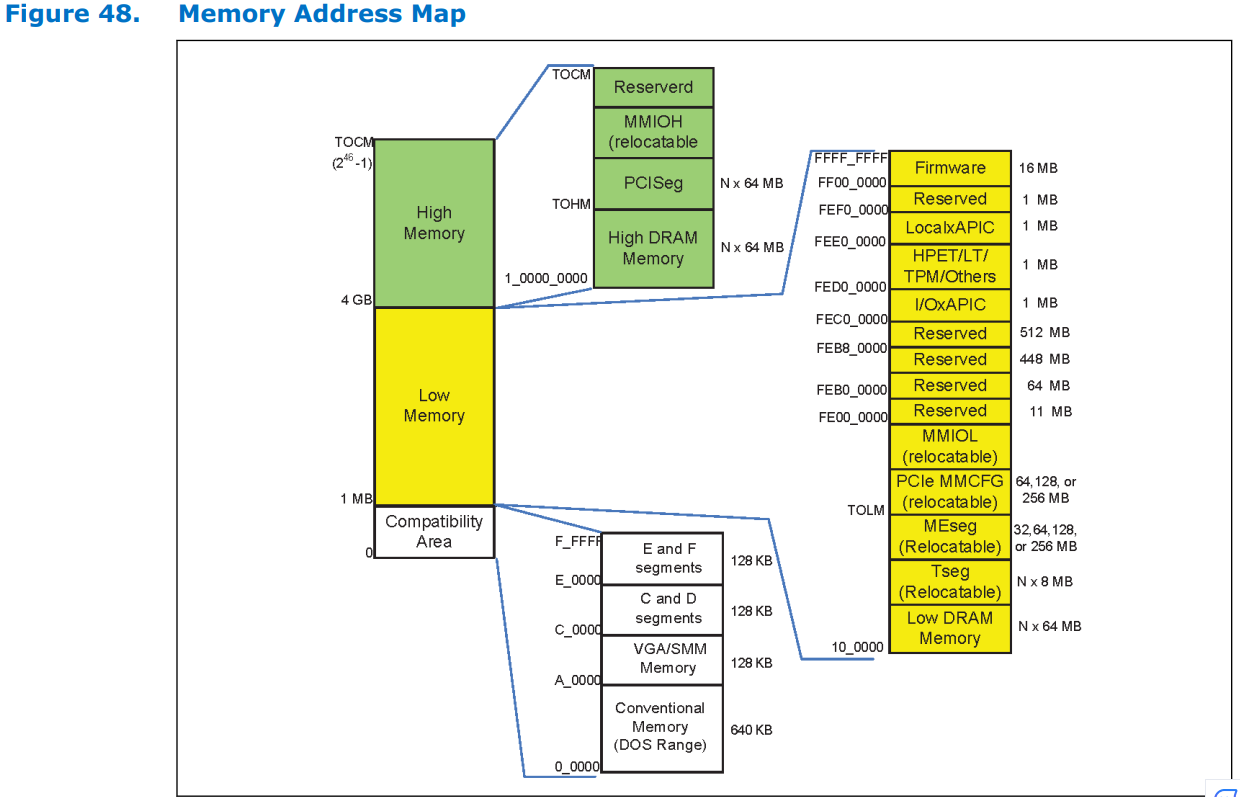 Figure 48. Memory Address Map
TOCM
(2^46 -1)
High
Memory
4 GB
Low
Memory
1 MB
Compatibility
Area
0
TOCM
Reserverd
MMIOH
(relocatable
PCISeg
N x 64 MB
TOHM
High DRAM
Memory
N x 64 MB
1_0000_0000
F_FFFF
E and F
segments
128 KB
E_0000
C and D
segments
128 KB
C_0000
VGA/SMM
Memory
128 KB
A_0000
Conventional
Memory
(DOS Range)
640 KB
0_0000
FFFF_FFFF
Firmware
16 MB
FF00_0000
Reserved
1 MB
FEF0_0000
LocalxAPIC
1 MB
FEE0_0000
HPET/LT/
TPM/Others
1 MB
FED0_0000
I/OxAPIC
1 MB
FEC0_0000
Reserved
512 MB
FEB8_0000
Reserved
448 MB
Reserved
64 MB
FEB0_0000
Reserved
11 MB
FE00_0000
MMIOL
(relocatable)
PCIe MMCFG
(relocatable)
64,128, or
256 MB
TOLM
MEseg
(Relocatable)
32,64,128,
or 256 MB
Tseg
(Relocatable)
N x 8 MB
Low DRAM
Memory
N x 64 MB
10_0000